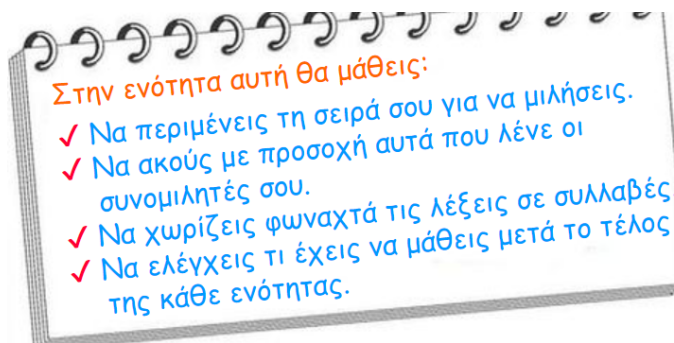 Στην ενότητα αυτή θα μάθεις:
✓ Να περιμένεις τη σειρά σου για να μιλήσεις.
✓ Να ακούς με προσοχή αυτά που λένε οι
συνομιλητές σου.
✓ Να χωρίζεις φωναχτά τις λέξεις σε συλλαβές
✓ Να ελέγχεις τι έχεις να μάθεις μετά το τέλος
της κάθε ενότητας.